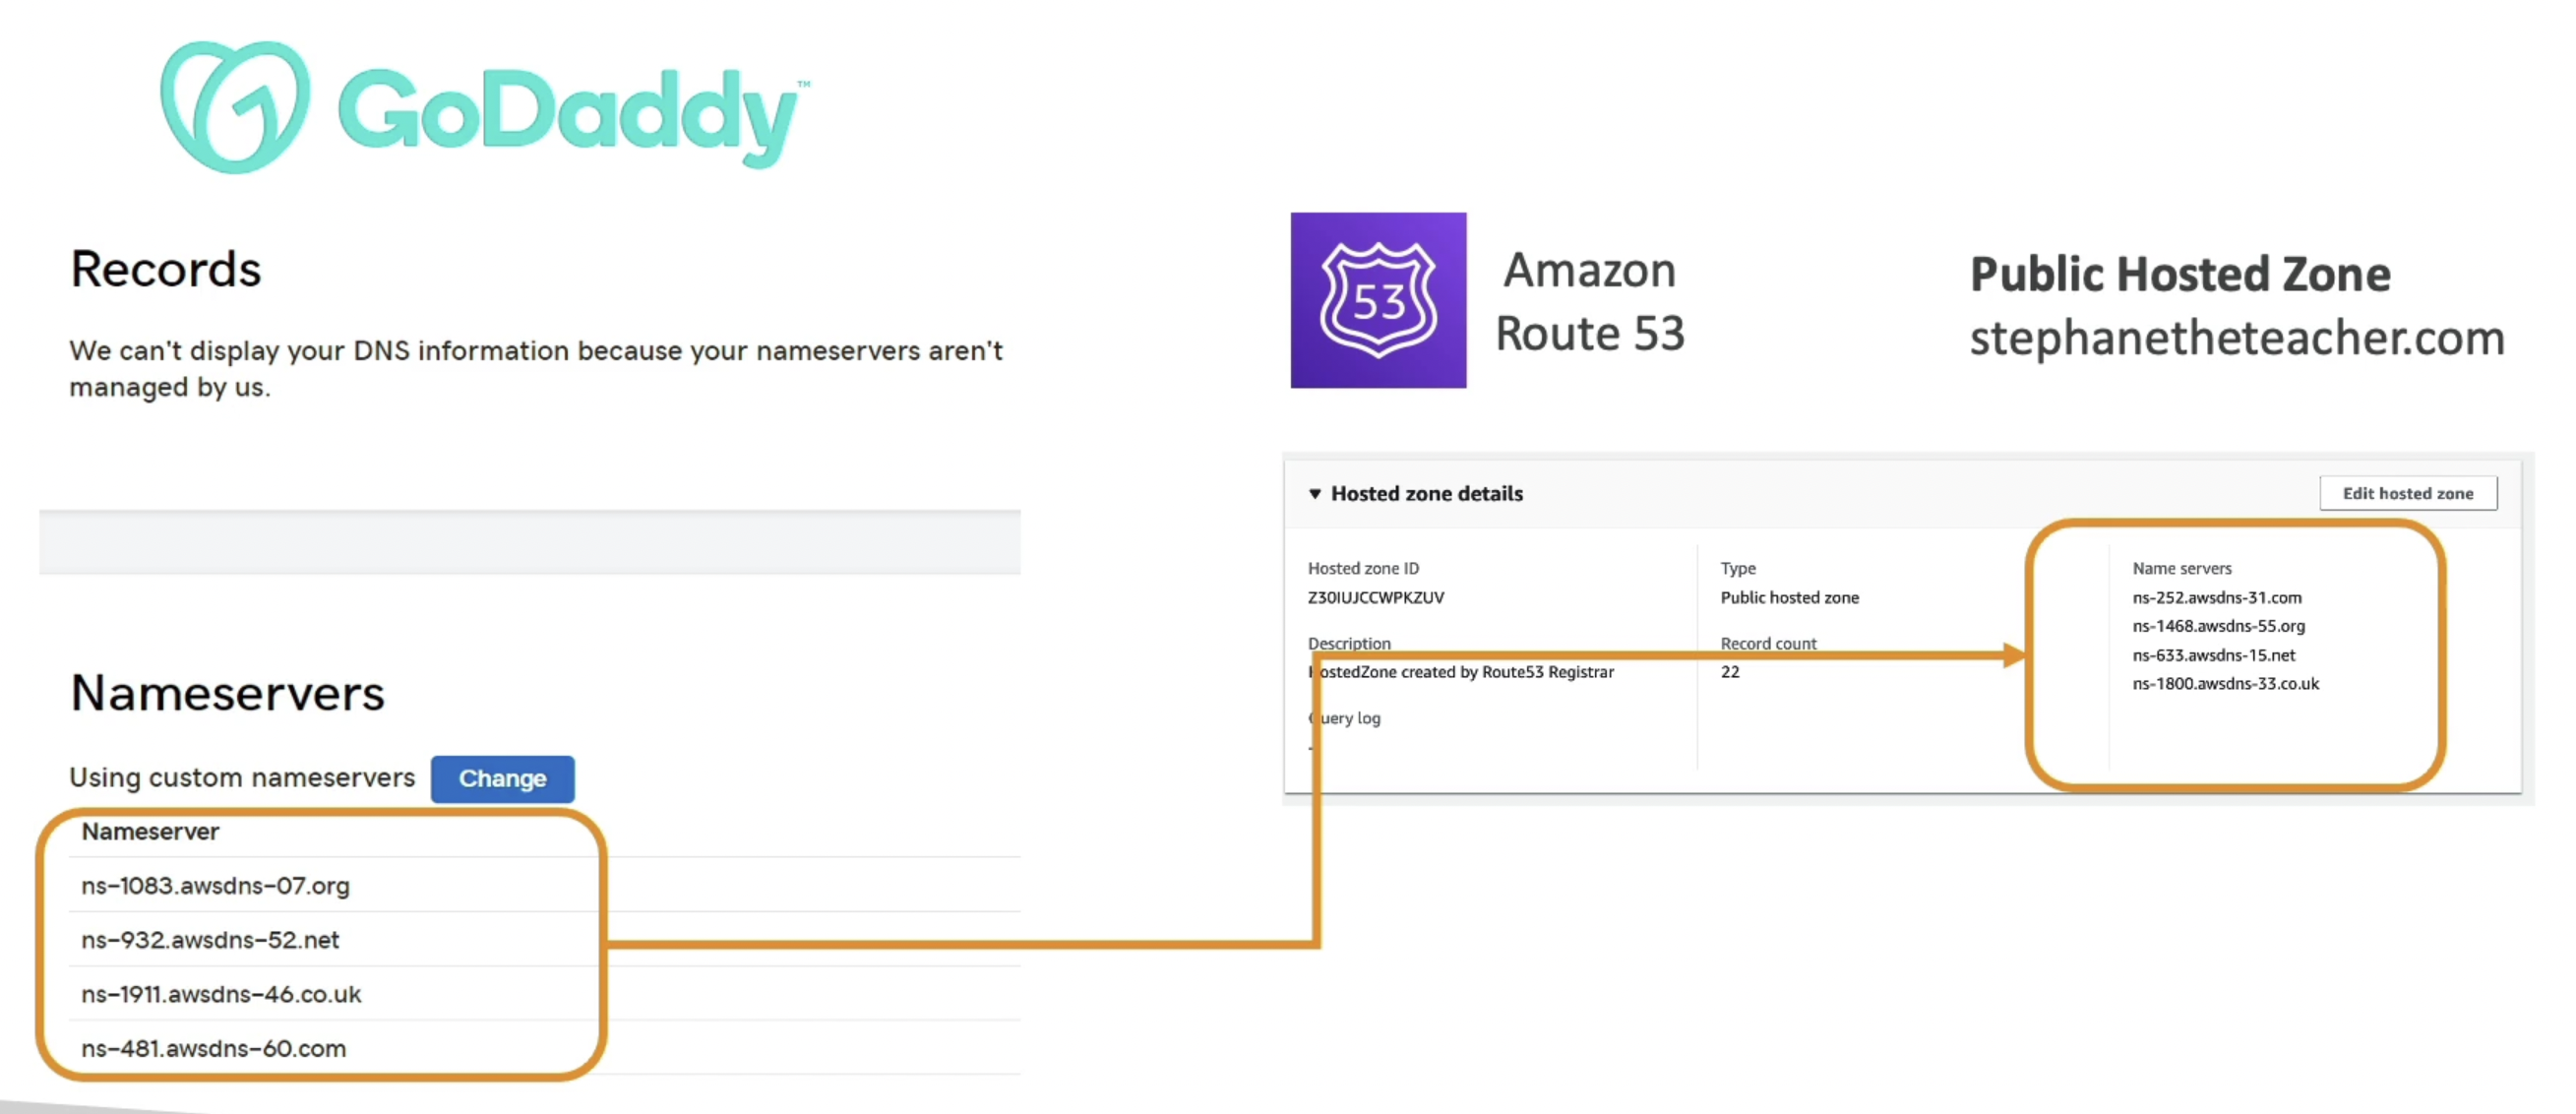 GoDaddy™
Records
We can't display your DNS information because your nameservers aren't
managed by us.
Nameservers
Using custom nameservers Change
Nameserver
ns-1083.awsdns-07.org
ns-932.awsdns-52.net
ns-1911.awsdns-46.co.uk
ns-481.awsdns-60.com
53
Amazon
Route 53
Public Hosted Zone
stephanetheteacher.com
▼ Hosted zone details
Edit hosted zone
Hosted zone ID
Z30IUJCCWPKZUV
Description
HostedZone created by Route53 Registrar
Query log
-
Type
Public hosted zone
Record count
22
Name servers
ns-252.awsdns-31.com
ns-1468.awsdns-55.org
ns-633.awsdns-15.net
ns-1800.awsdns-33.co.uk